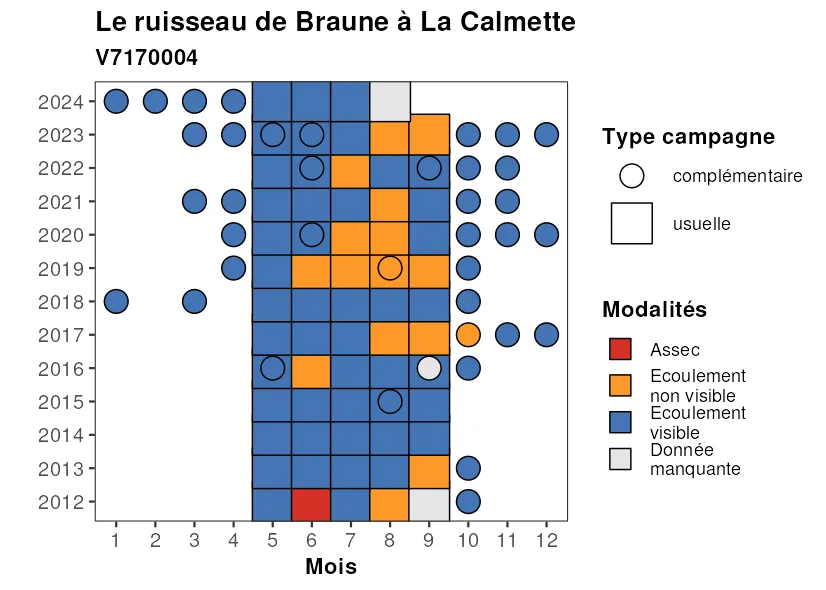 Le ruisseau de Braune à La Calmette
V7170004
2024
2023
2022
2021
2020
2019
2018
2017
2016
2015
2014
2013
2012
1 2 3 4 5 6 7 8 9 10 11 12
Mois
Type campagne
complémentaire
usuelle
Modalités
Assec
Ecoulement
non visible
Ecoulement
visible
Donnée
manquante